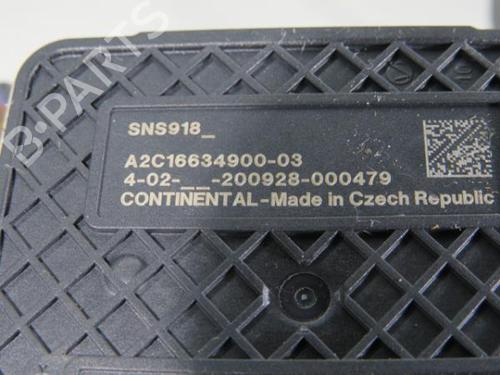 B·PARTS
SNS918_
A2C16634900-03
4-02-__-200928-000479
CONTINENTAL-Made in Czech Republic